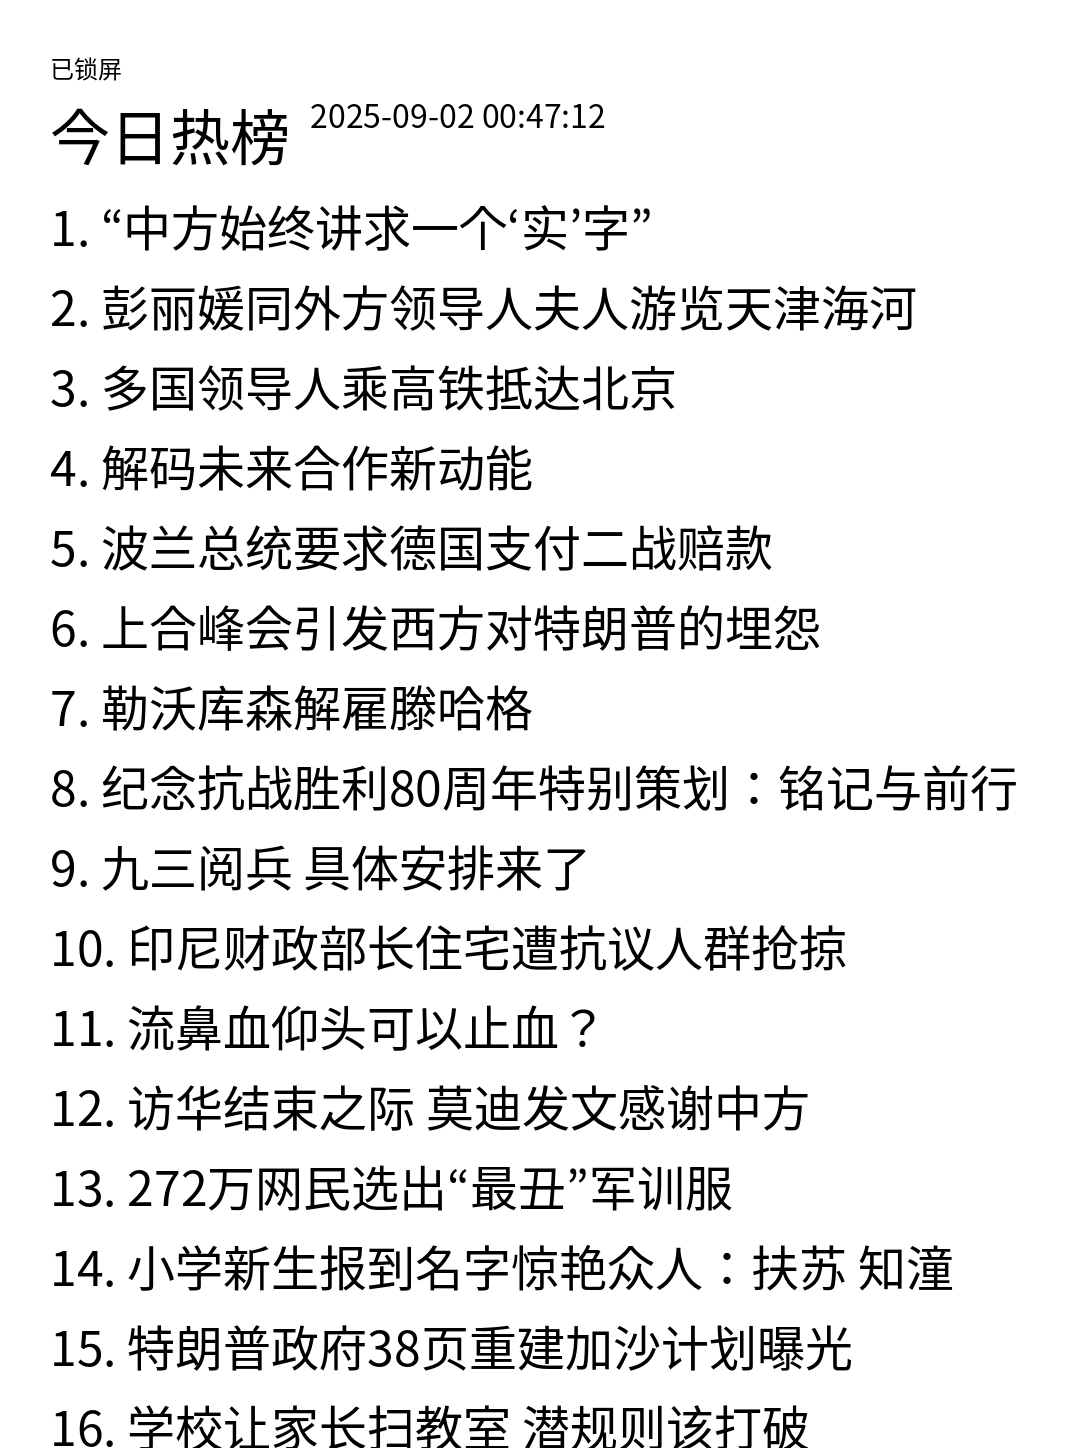 已锁屏
今日热榜 2025-09-02 00:47:12
1. “中方始终讲求一个‘实’字”
2. 彭丽媛同外方领导人夫人游览天津海河
3. 多国领导人乘高铁抵达北京
4. 解码未来合作新动能
5. 波兰总统要求德国支付二战赔款
6. 上合峰会引发西方对特朗普的埋怨
7. 勒沃库森解雇滕哈格
8. 纪念抗战胜利80周年特别策划：铭记与前行
9. 九三阅兵 具体安排来了
10. 印尼财政部长住宅遭抗议人群抢掠
11. 流鼻血仰头可以止血？
12. 访华结束之际 莫迪发文感谢中方
13. 272万网民选出“最丑”军训服
14. 小学新生报到名字惊艳众人：扶苏 知潼
15. 特朗普政府38页重建加沙计划曝光
16. 学校让家长扫教室 潜规则该打破